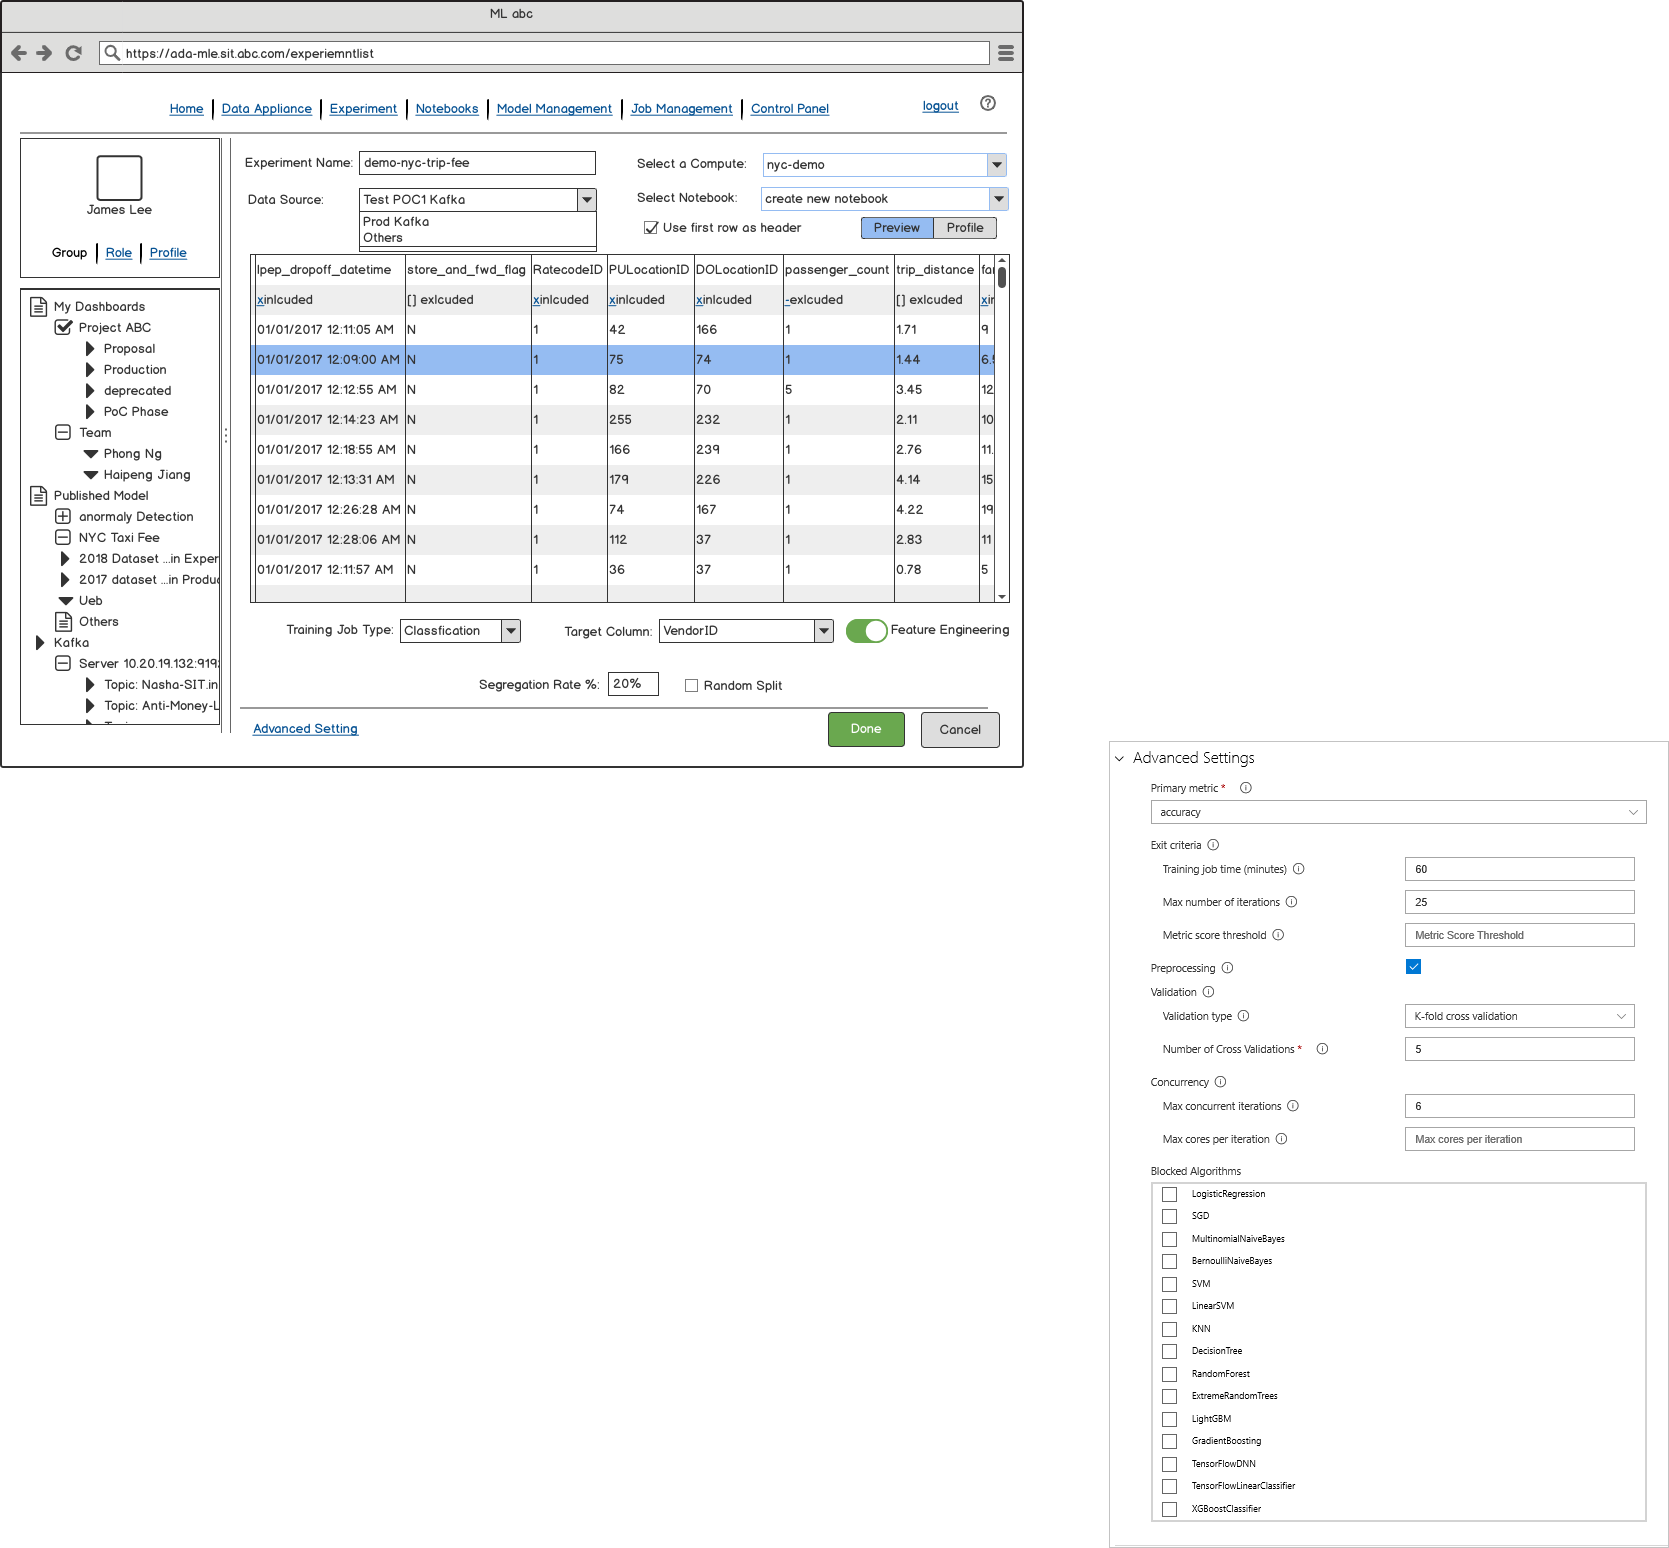 ML abc
https://ada-mle.sit.abc.com/experiemntlist
Home Data Appliance Experiment Notebooks Model Management Job Management Control Panel
logout ?
James Lee
Group Role Profile
My Dashboards
Project ABC
Proposal
Production
deprecated
PoC Phase
Team
Phong Ng
Haipeng Jiang
Published Model
anormaly Detection
NYC Taxi Fee
2018 Dataset ...in Exper
2017 dataset ...in Produc
Ueb
Others
Kafka
Server 10.20.19.132:919
Topic: Nasha-SIT.in
Topic: Anti-Money-L
Experiment Name: demo-nyc-trip-fee
Select a Compute: nyc-demo
Data Source: Test POC1 Kafka
Prod Kafka
Others
Select Notebook: create new notebook
Use first row as header
Preview Profile
lpep_dropoff_datetime store_and_fwd_flag RatecodeID PULocationID DOLocationID passenger_count trip_distance far
xinlcuded [] exlcuded xinlcuded xinlcuded xinlcuded -exlcuded [] exlcuded xin
01/01/2017 12:11:05 AM N 1 42 166 1 1.71 9
01/01/2017 12:09:00 AM N 1 75 74 1 1.44 6.5
01/01/2017 12:12:55 AM N 1 82 70 5 3.45 12
01/01/2017 12:14:23 AM N 1 255 232 1 2.11 10
01/01/2017 12:18:55 AM N 1 166 239 1 2.76 11.
01/01/2017 12:13:31 AM N 1 179 226 1 4.14 15
01/01/2017 12:26:28 AM N 1 74 167 1 4.22 19
01/01/2017 12:28:06 AM N 1 112 37 1 2.83 11
01/01/2017 12:11:57 AM N 1 36 37 1 0.78 5
Training Job Type: Classfication
Target Column: VendorID
Feature Engineering
Segregation Rate %: 20%
Random Split
Advanced Setting
Done
Cancel
Advanced Settings
Primary metric *
accuracy
Exit criteria
Training job time (minutes) 60
Max number of iterations 25
Metric score threshold Metric Score Threshold
Preprocessing
Validation
Validation type K-fold cross validation
Number of Cross Validations * 5
Concurrency
Max concurrent iterations 6
Max cores per iteration Max cores per iteration
Blocked Algorithms
LogisticRegression
SGD
MultinomialNaiveBayes
BernoulliNaiveBayes
SVM
LinearSVM
KNN
DecisionTree
RandomForest
ExtremeRandomTrees
LightGBM
GradientBoosting
TensorFlowDNN
TensorFlowLinearClassifier
XGBoostClassifier